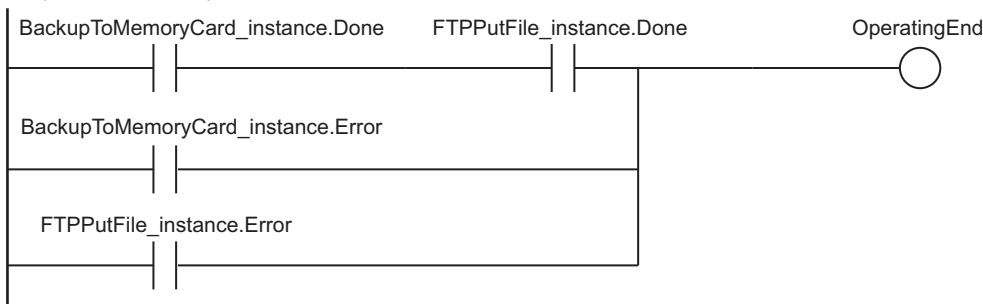 BackupToMemoryCard_instance.Done FTPPutFile_instance.Done OperatingEnd
BackupToMemoryCard_instance.Error
FTPPutFile_instance.Error